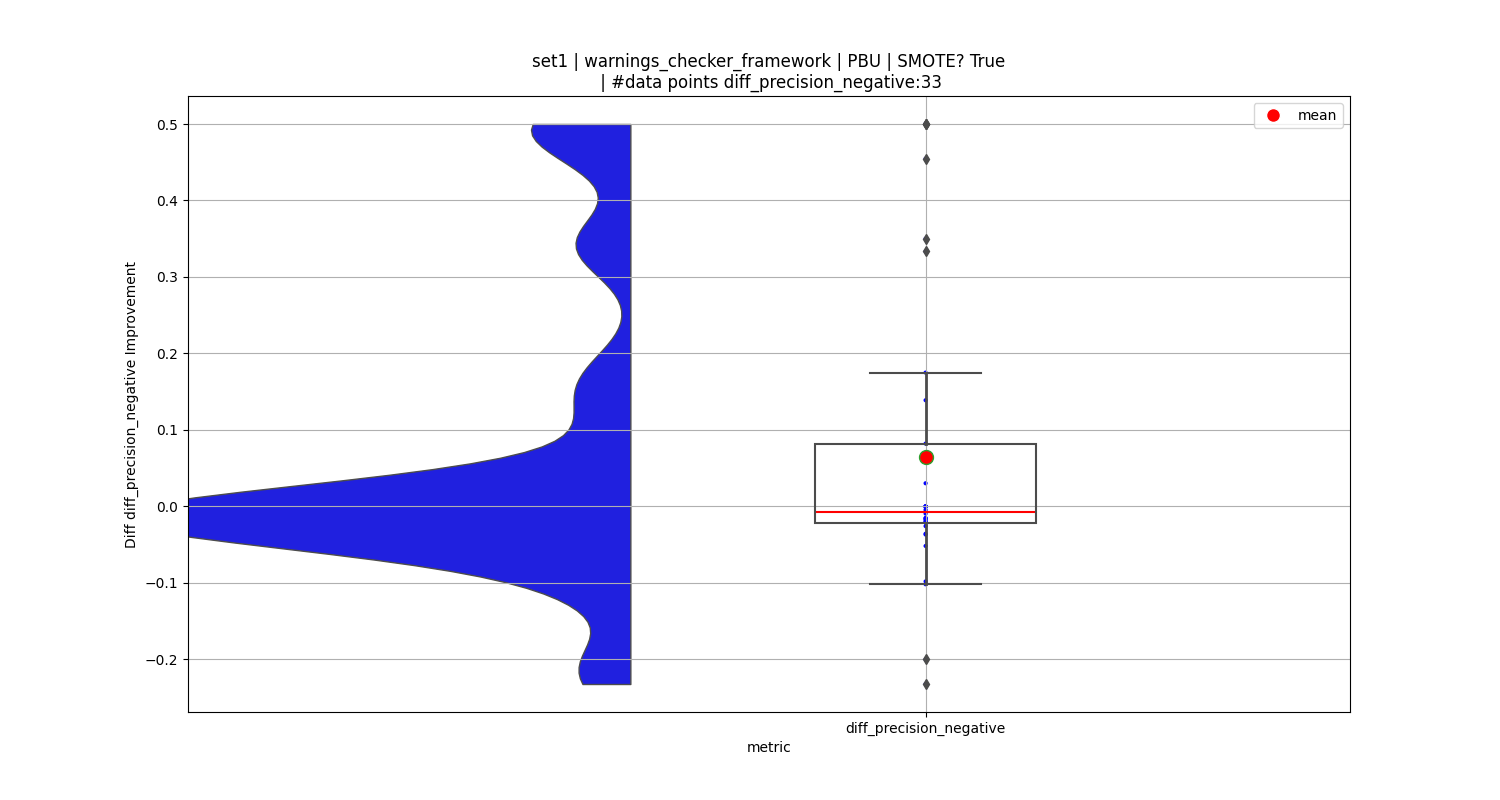 set1 | warnings_checker_framework | PBU | SMOTE? True
| #data points diff_precision_negative:33
mean
0.5
0.4
0.3
0.2
0.1
0.0
−0.1
−0.2
Diff diff_precision_negative Improvement
diff_precision_negative
metric